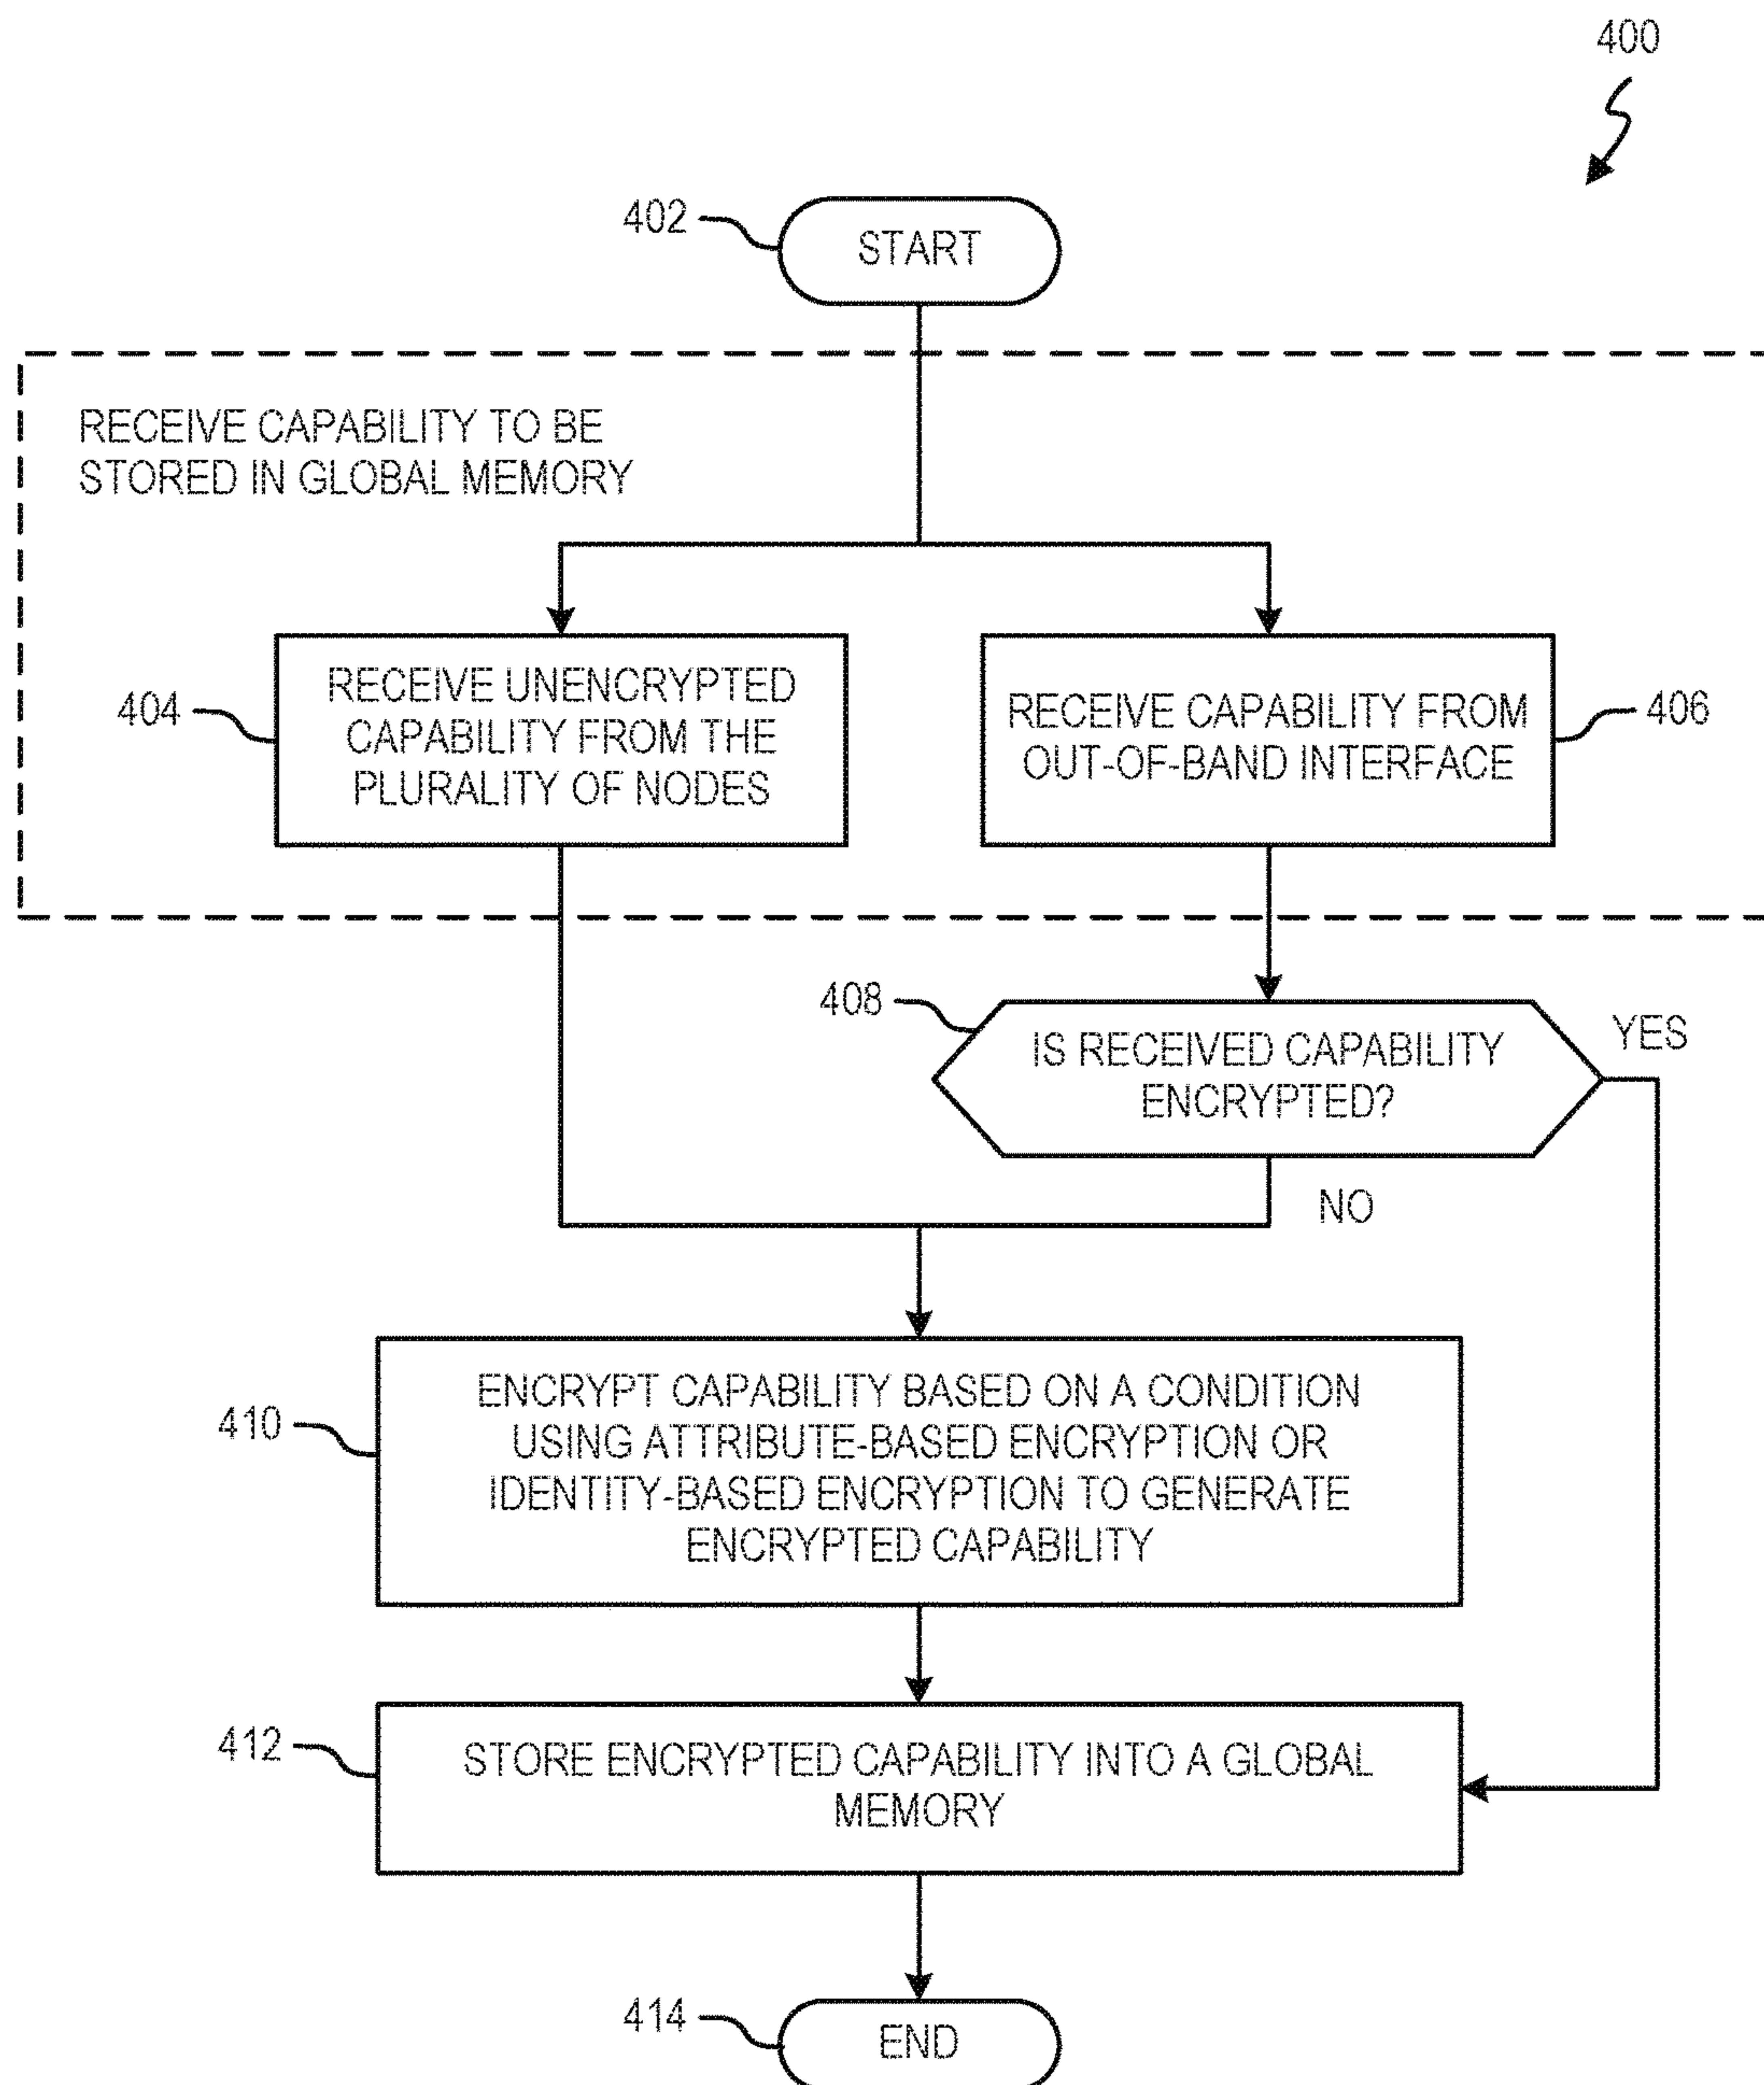 400
402
START
RECEIVE CAPABILITY TO BE
STORED IN GLOBAL MEMORY
404
RECEIVE UNENCRYPTED
CAPABILITY FROM THE
PLURALITY OF NODES
RECEIVE CAPABILITY FROM
OUT-OF-BAND INTERFACE
406
408
IS RECEIVED CAPABILITY
ENCRYPTED?
YES
NO
410
ENCRYPT CAPABILITY BASED ON A CONDITION
USING ATTRIBUTE-BASED ENCRYPTION OR
IDENTITY-BASED ENCRYPTION TO GENERATE
ENCRYPTED CAPABILITY
412
STORE ENCRYPTED CAPABILITY INTO A GLOBAL
MEMORY
414
END